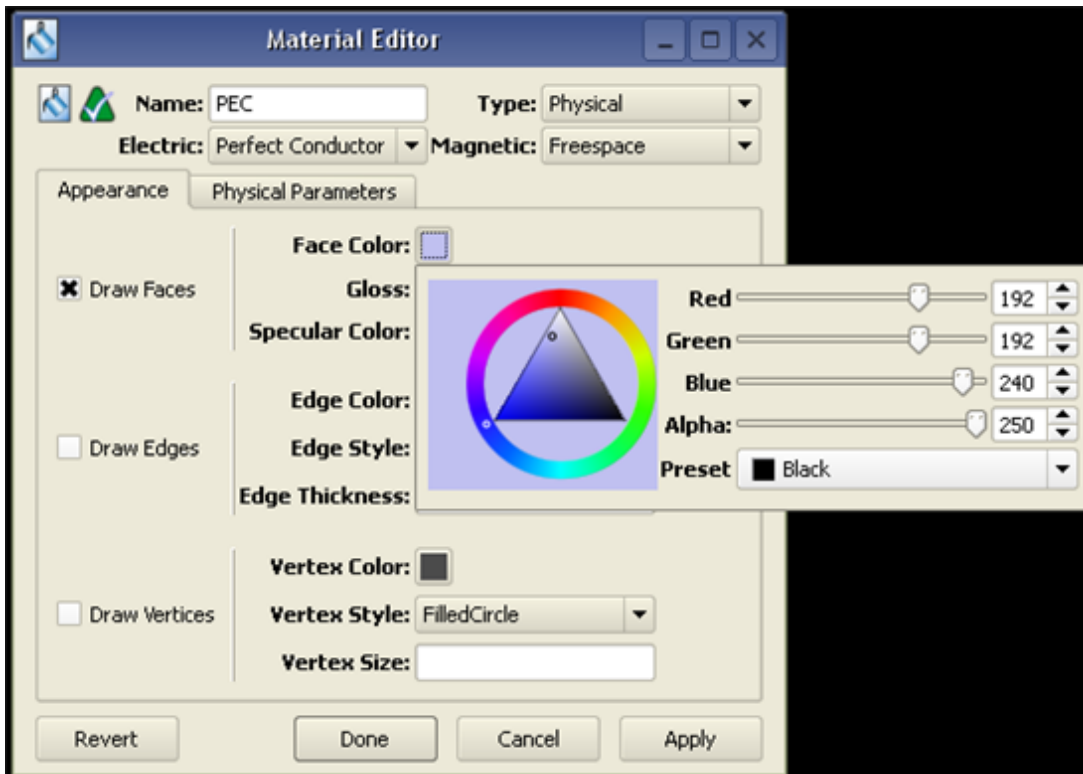 Material Editor
Name: PEC Type: Physical
Electric: Perfect Conductor Magnetic: Freespace
Appearance Physical Parameters
Face Color:
Draw Faces Gloss:
Specular Color:
Red 192
Green 192
Blue 240
Alpha: 250
Preset Black
Edge Color:
Draw Edges Edge Style:
Edge Thickness:
Vertex Color:
Draw Vertices Vertex Style: FilledCircle
Vertex Size:
Revert Done Cancel Apply